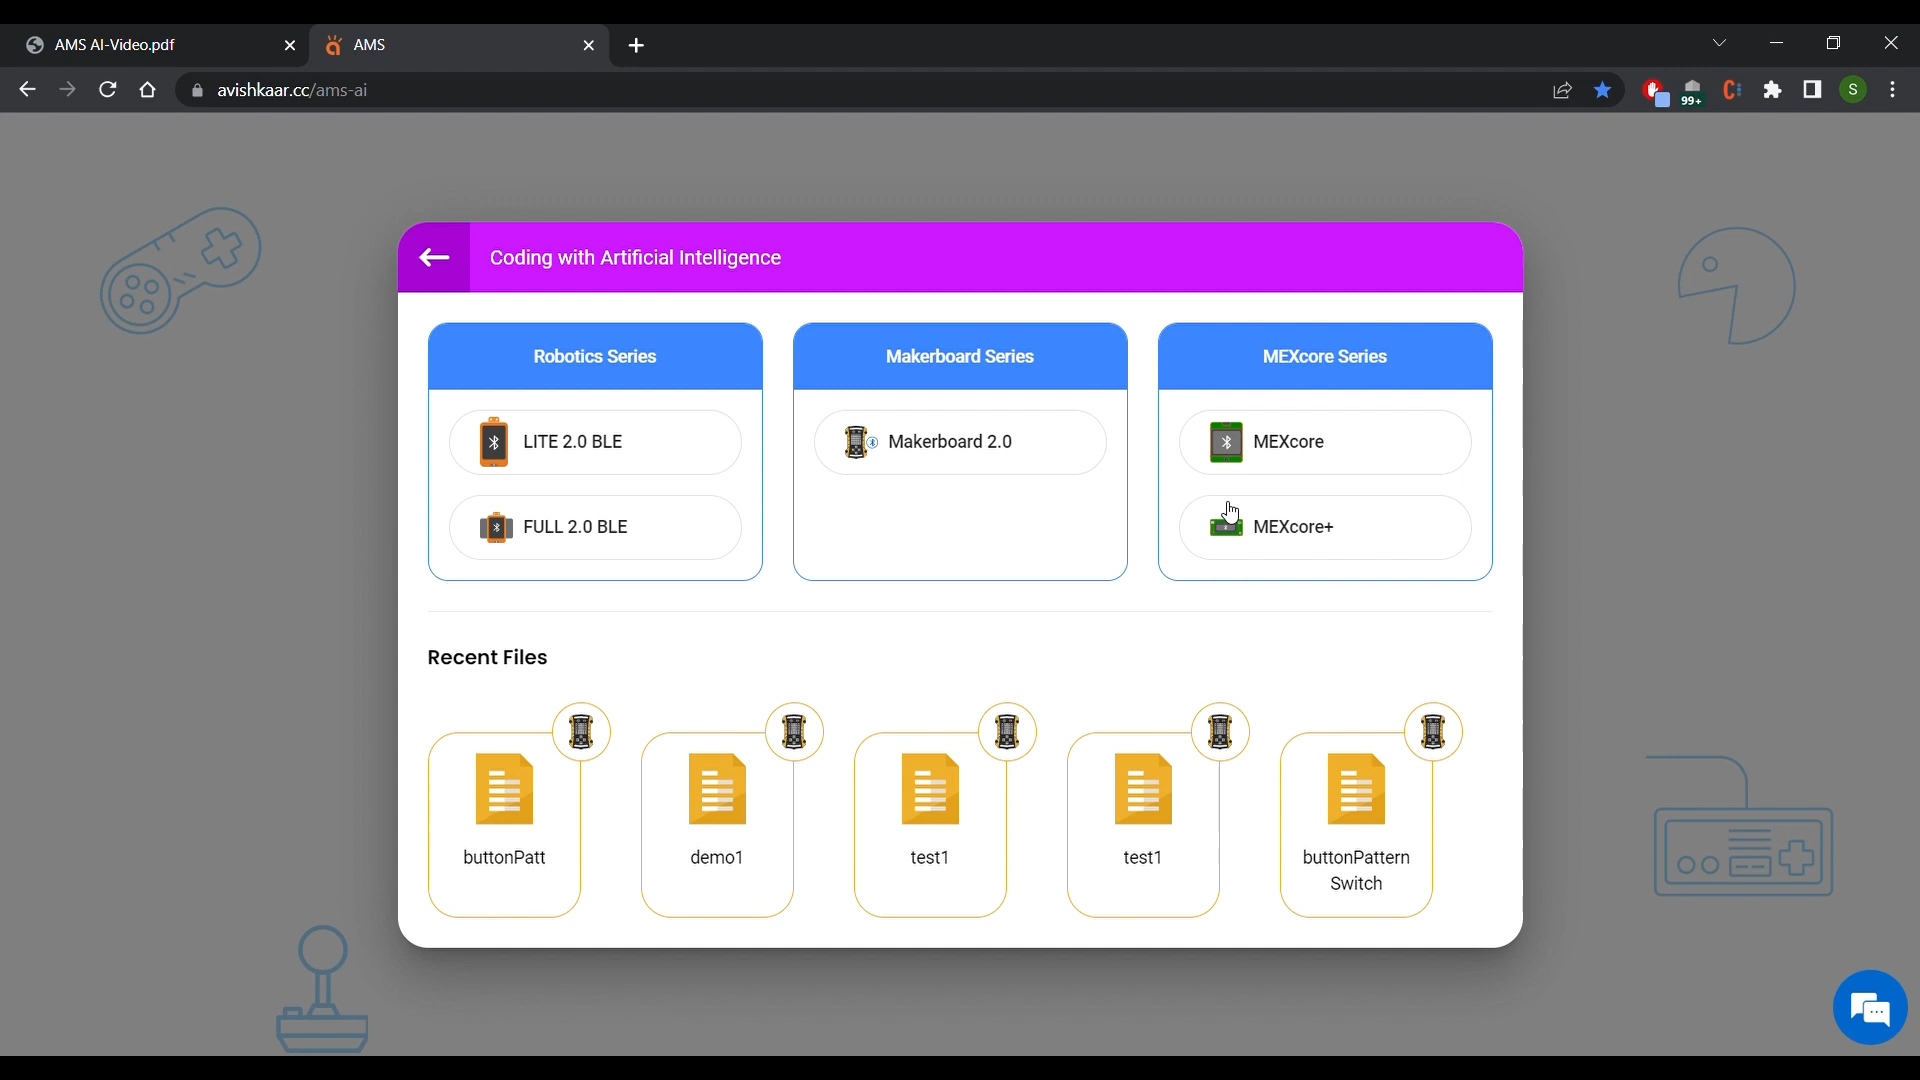 AMS AI-Video.pdf
AMS
avishkaar.cc/ams-ai
99+
S
Coding with Artificial Intelligence
Robotics Series
Makerboard Series
MEXcore Series
LITE 2.0 BLE
Makerboard 2.0
MEXcore
FULL 2.0 BLE
MEXcore+
Recent Files
buttonPatt
demo1
test1
test1
buttonPattern
Switch